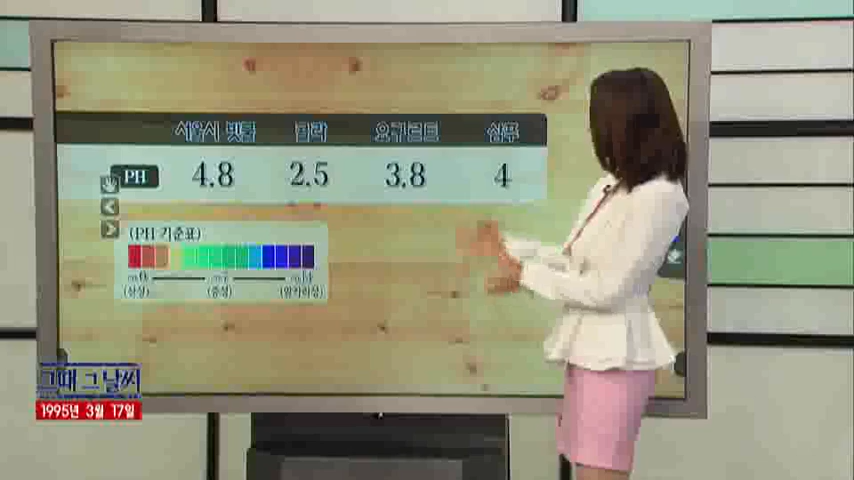 서울시 빗물 콜라 요구르트 샴푸
PH 4.8 2.5 3.8 4
(PH 기준표)
(산성) (중성) (알카리성)
그때 그 날씨
1995년 3월 17일